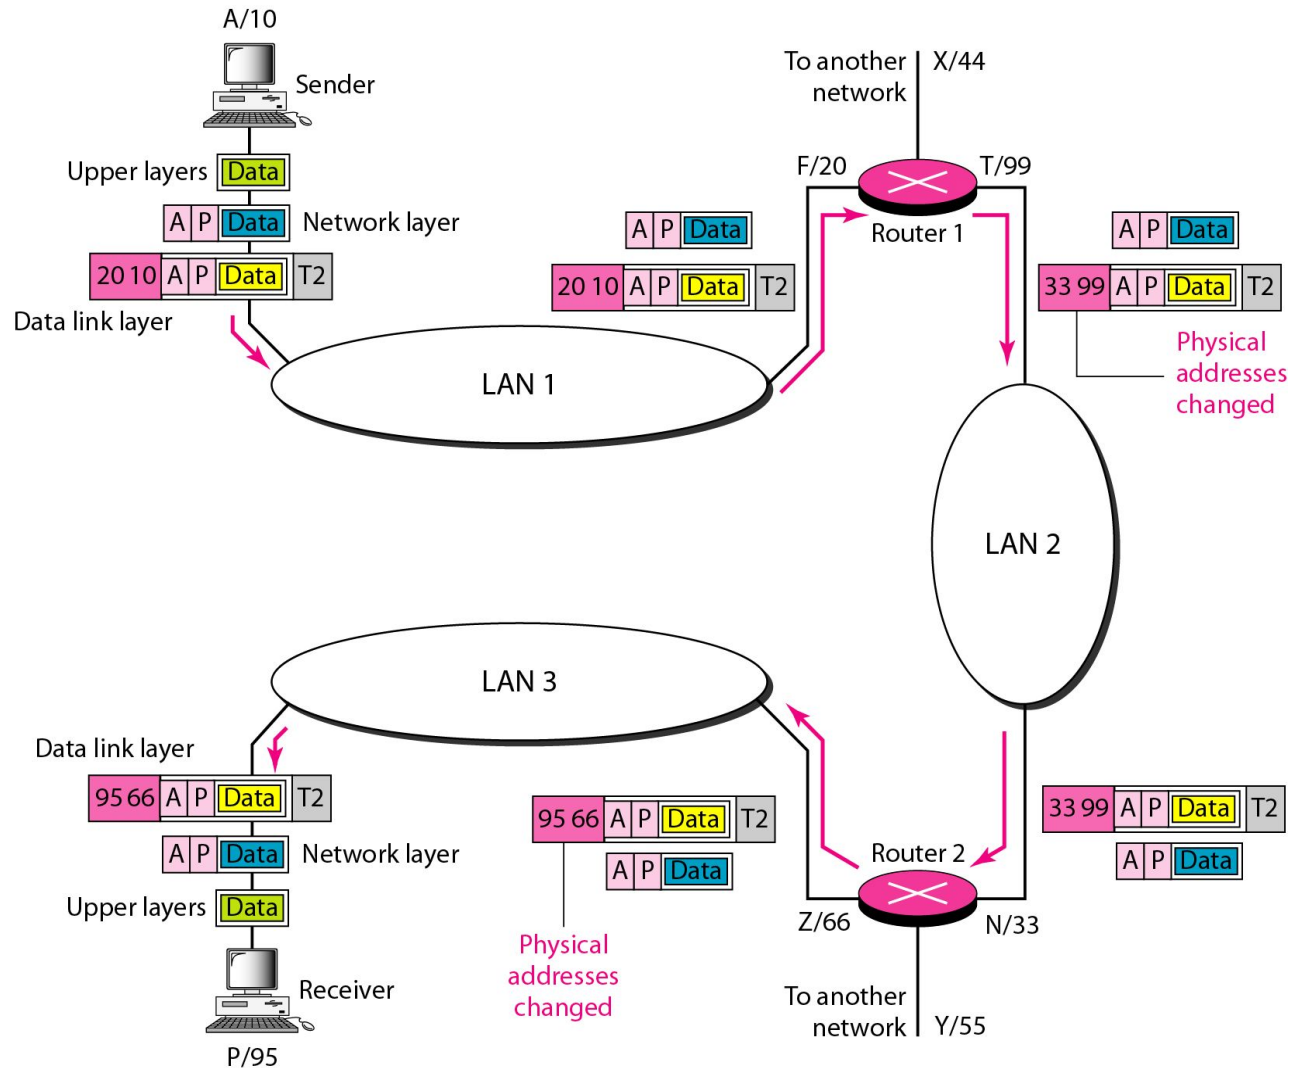 A/10
Sender
Upper layers
Data
A P Data
Network layer
20 10 A P Data T2
Data link layer
LAN 1
A P Data
20 10 A P Data T2
To another
network
X/44
F/20
T/99
Router 1
A P Data
33 99 A P Data T2
Physical
addresses
changed
LAN 2
LAN 3
Data link layer
95 66 A P Data T2
A P Data
Network layer
Upper layers
Data
Receiver
P/95
95 66 A P Data T2
A P Data
Physical
addresses
changed
Router 2
Z/66
N/33
33 99 A P Data T2
A P Data
To another
network
Y/55